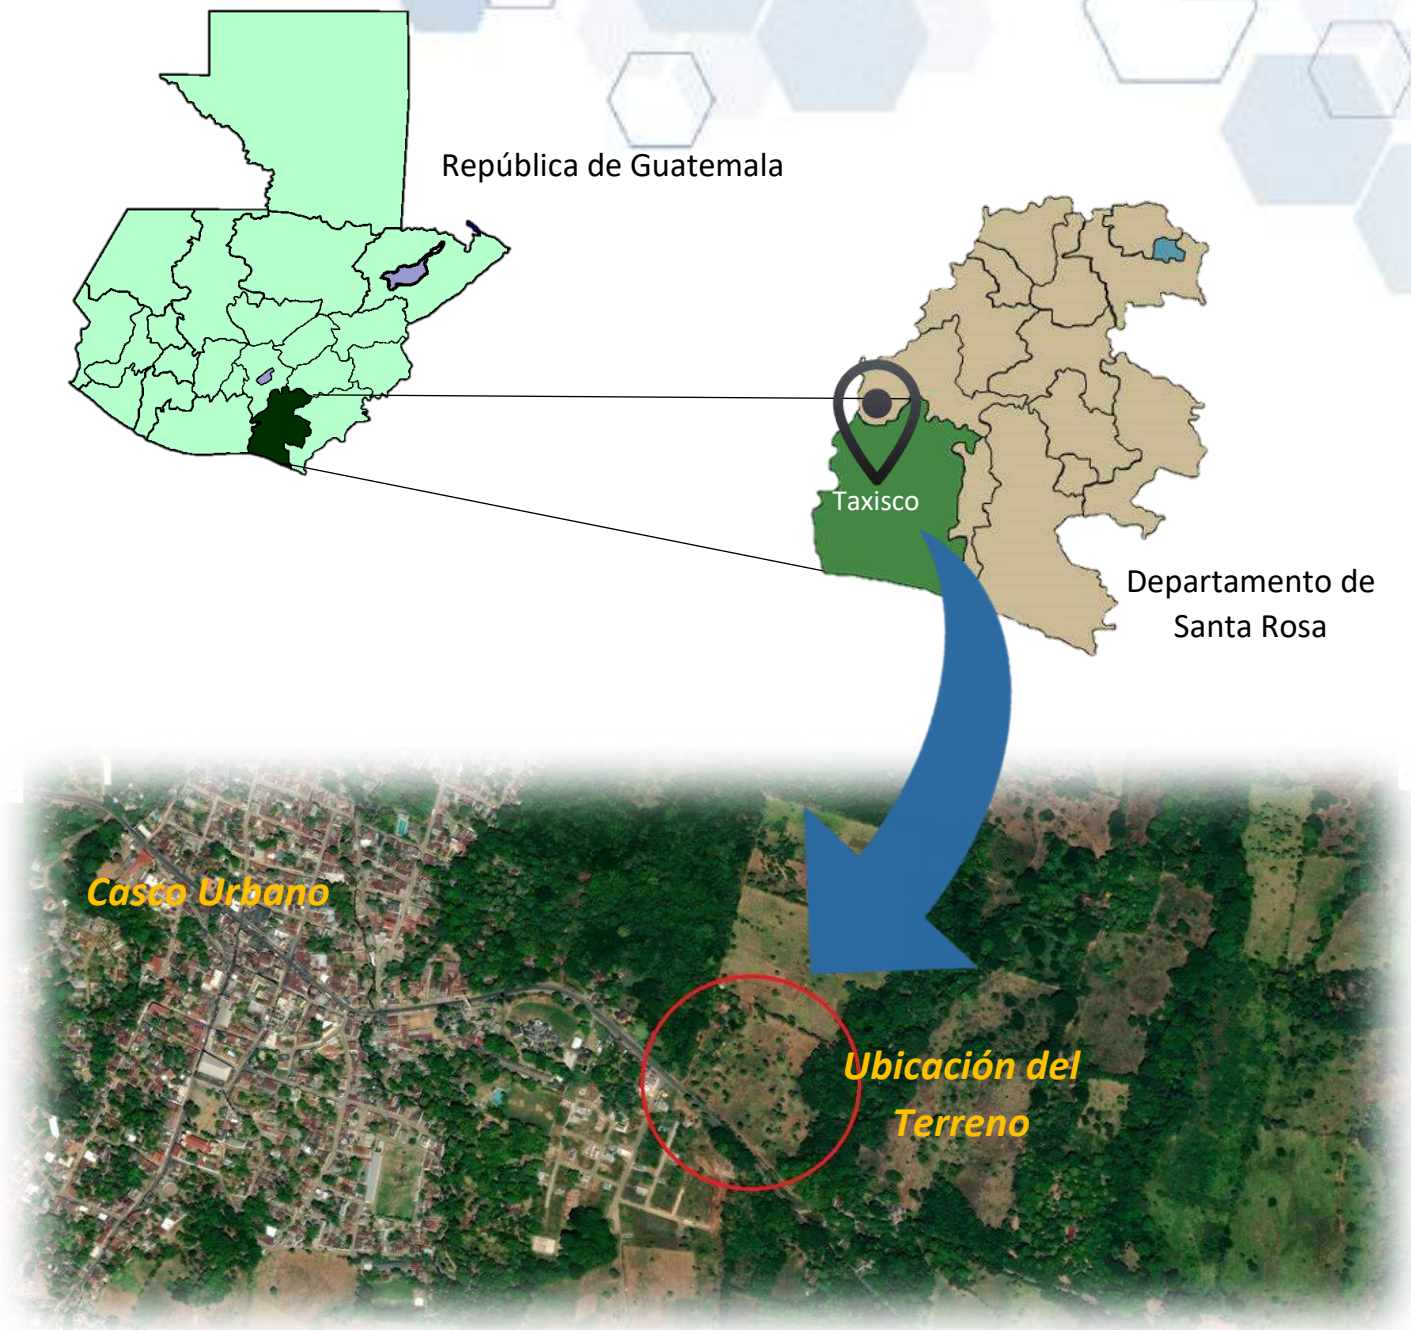 República de Guatemala
Taxisco
Departamento de
Santa Rosa
Casco Urbano
Ubicación del
Terreno